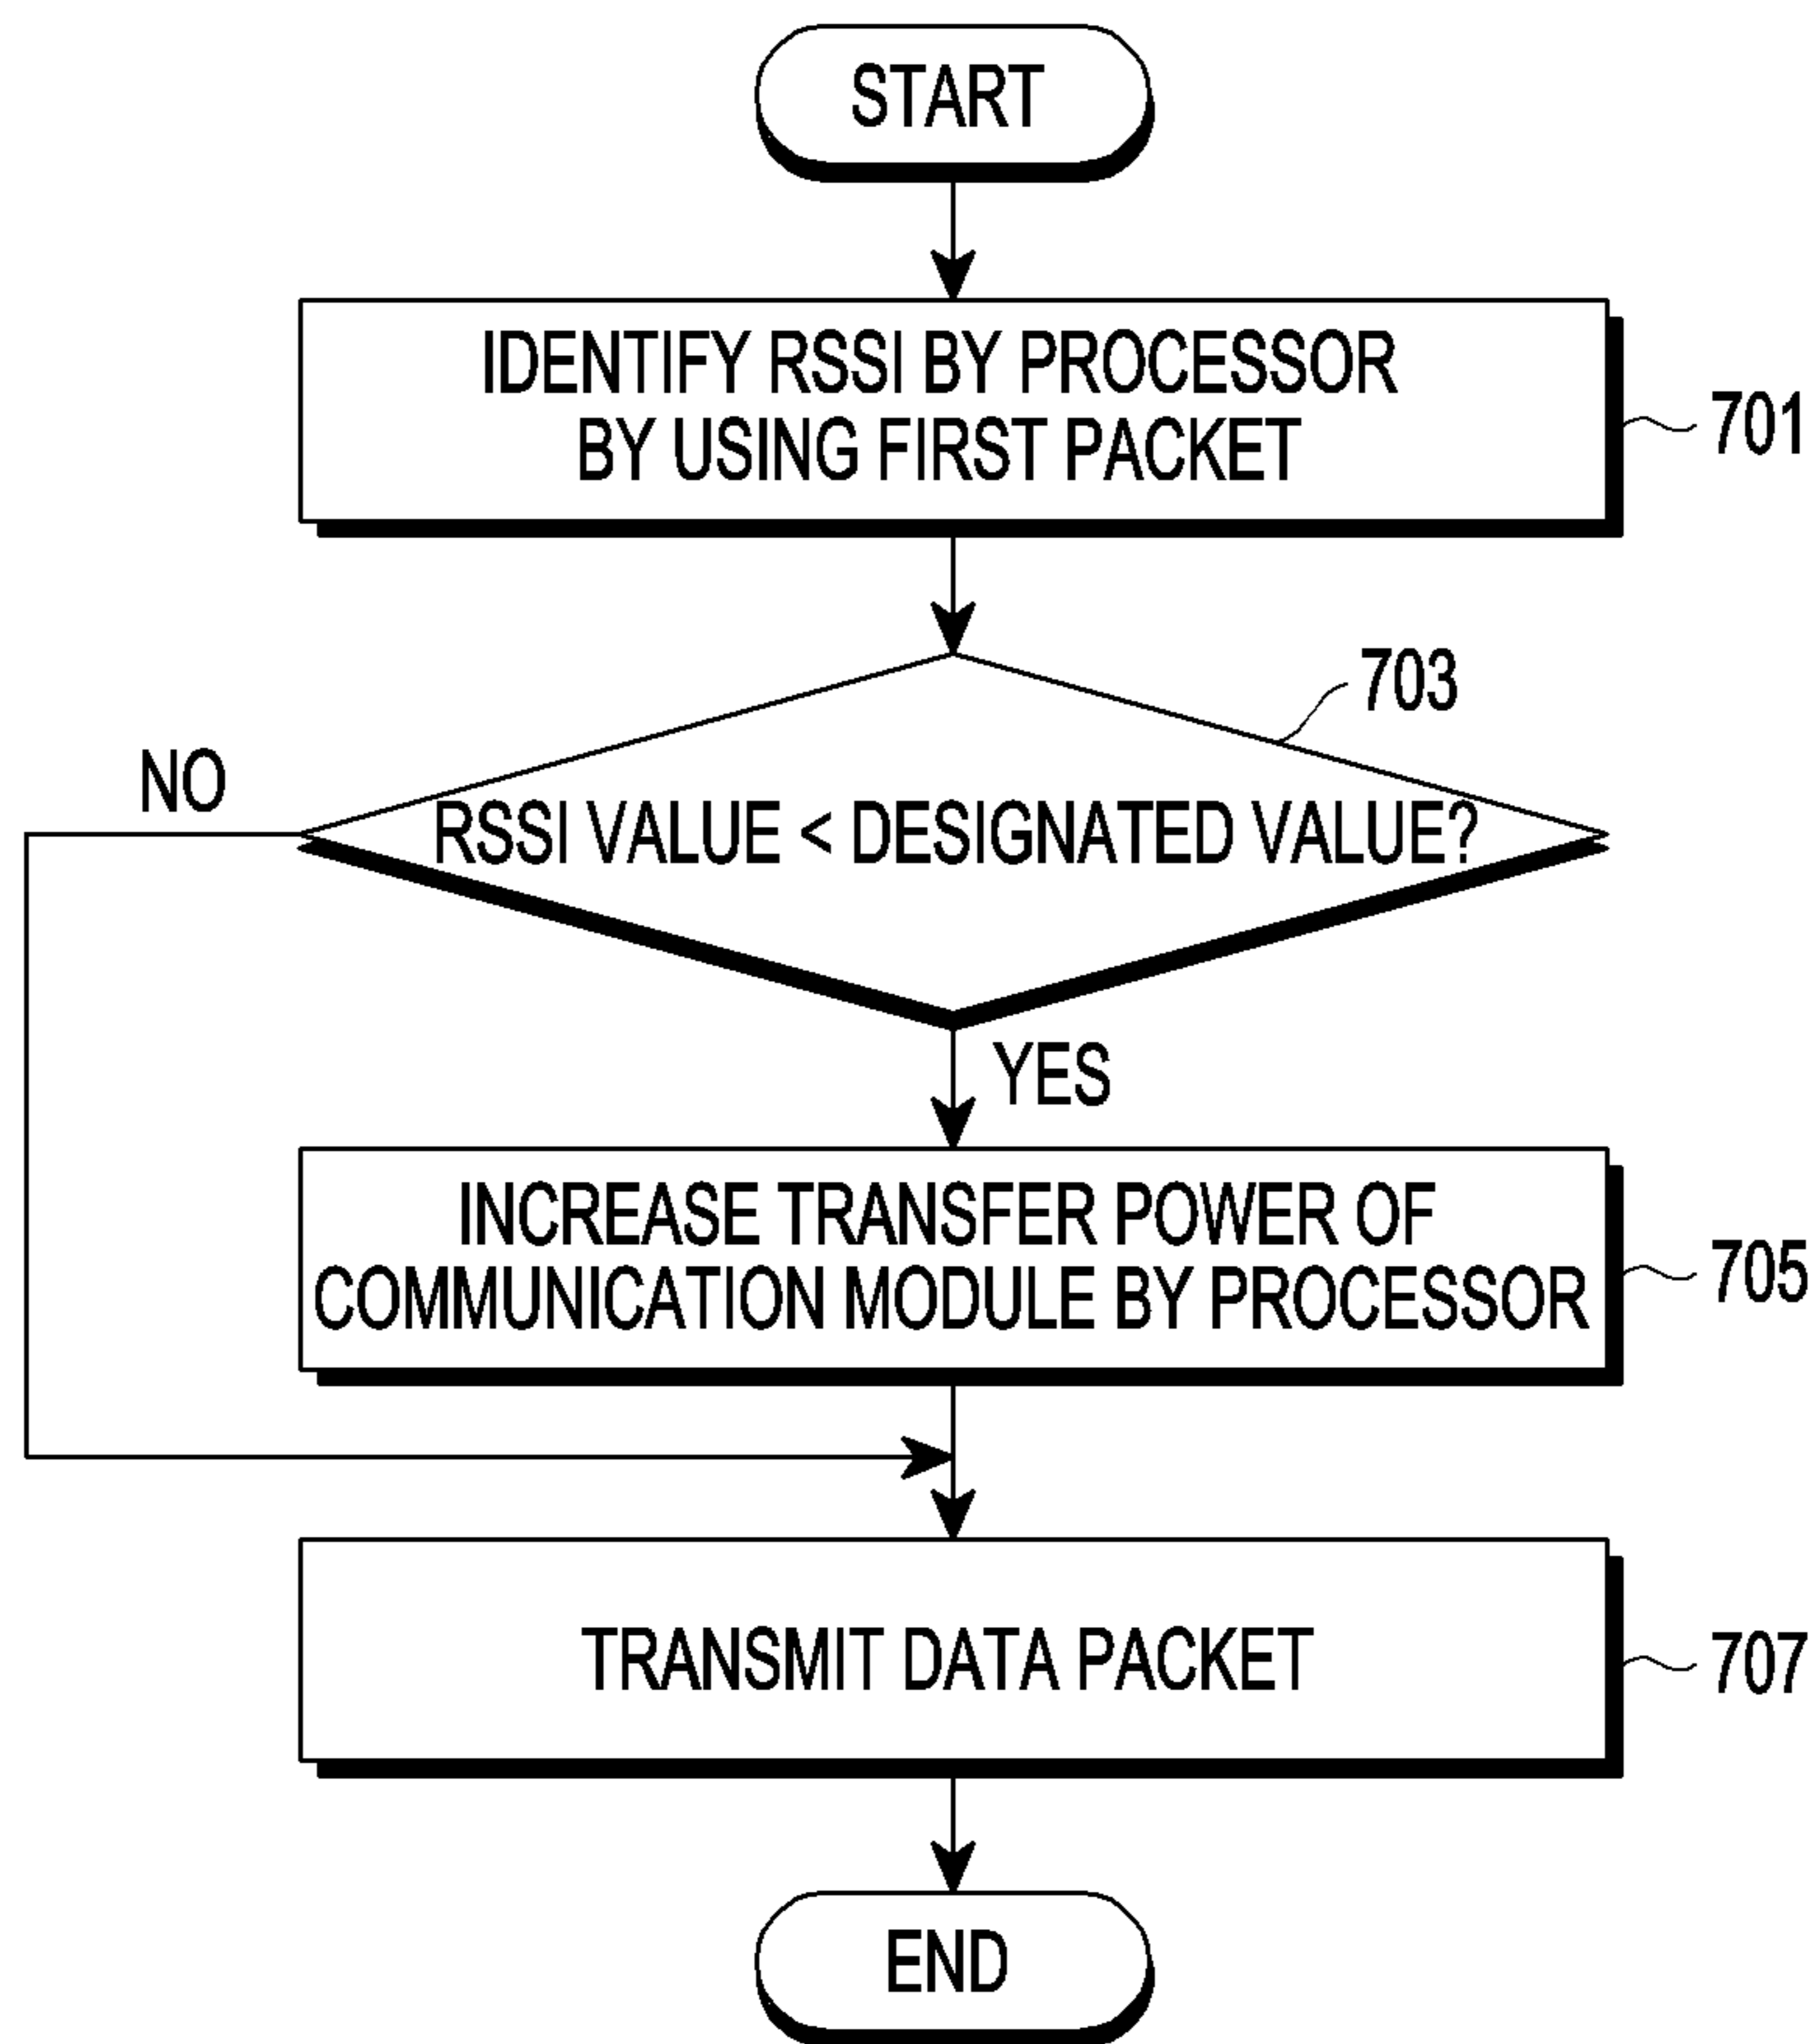 START
IDENTIFY RSSI BY PROCESSOR
BY USING FIRST PACKET
701
703
NO
RSSI VALUE < DESIGNATED VALUE?
YES
INCREASE TRANSFER POWER OF
COMMUNICATION MODULE BY PROCESSOR
705
TRANSMIT DATA PACKET
707
END